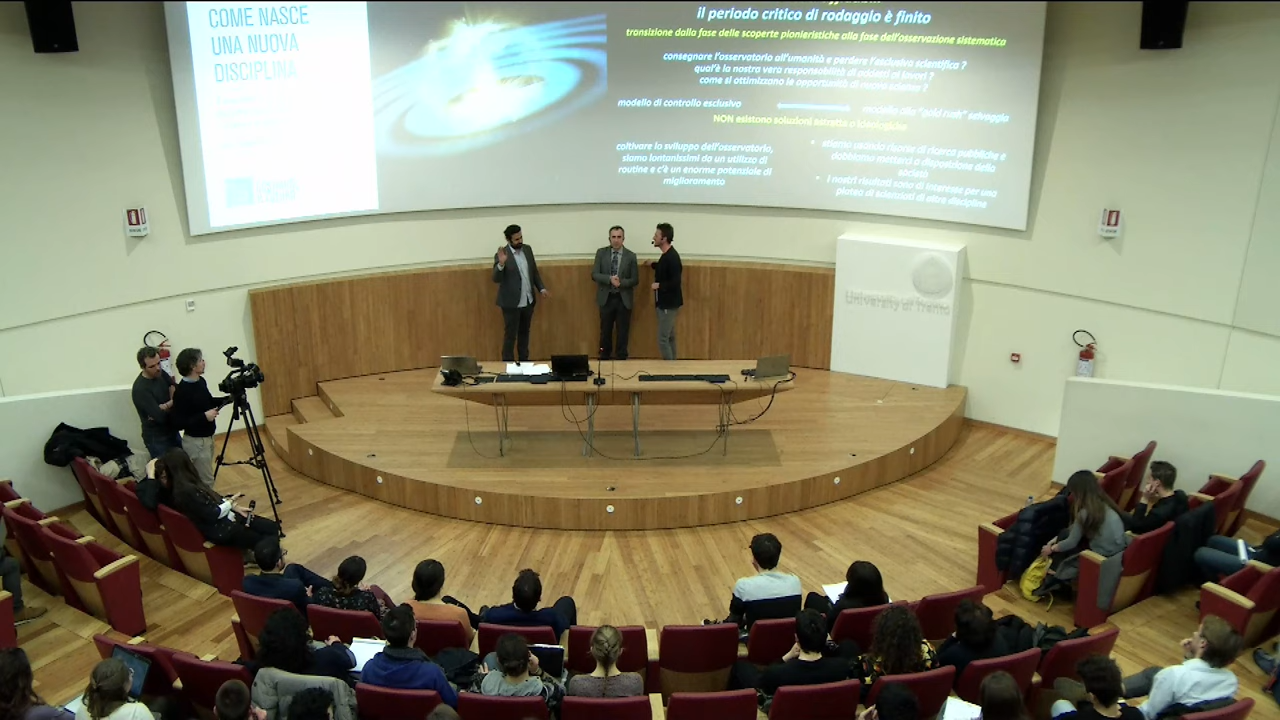 COME NASCE
UNA NUOVA
DISCIPLINA
il periodo critico di rodaggio è finito
transizione dalla fase delle scoperte pionieristiche alla fase dell'osservazione sistematica
consegnare l'osservatorio all'umanità e perdere l'esclusiva scientifica ?
qual'è la nostra vera responsabilità di addetti ai lavori ?
come si ottimizzano le opportunità di nuova scienza ?
modello di controllo esclusivo
modello alla "gold rush" selvaggia
NON esistono soluzioni astratte o ideologiche
coltivare lo sviluppo dell'osservatorio,
siamo lontanissimi da un utilizzo di
routine e c'è un enorme potenziale di
miglioramento
• stiamo usando risorse di ricerca pubbliche e
dobbiamo metterci a disposizione della
società
• i nostri risultati sono di interesse per una
platea di scienziati di altre discipline
University of Trento